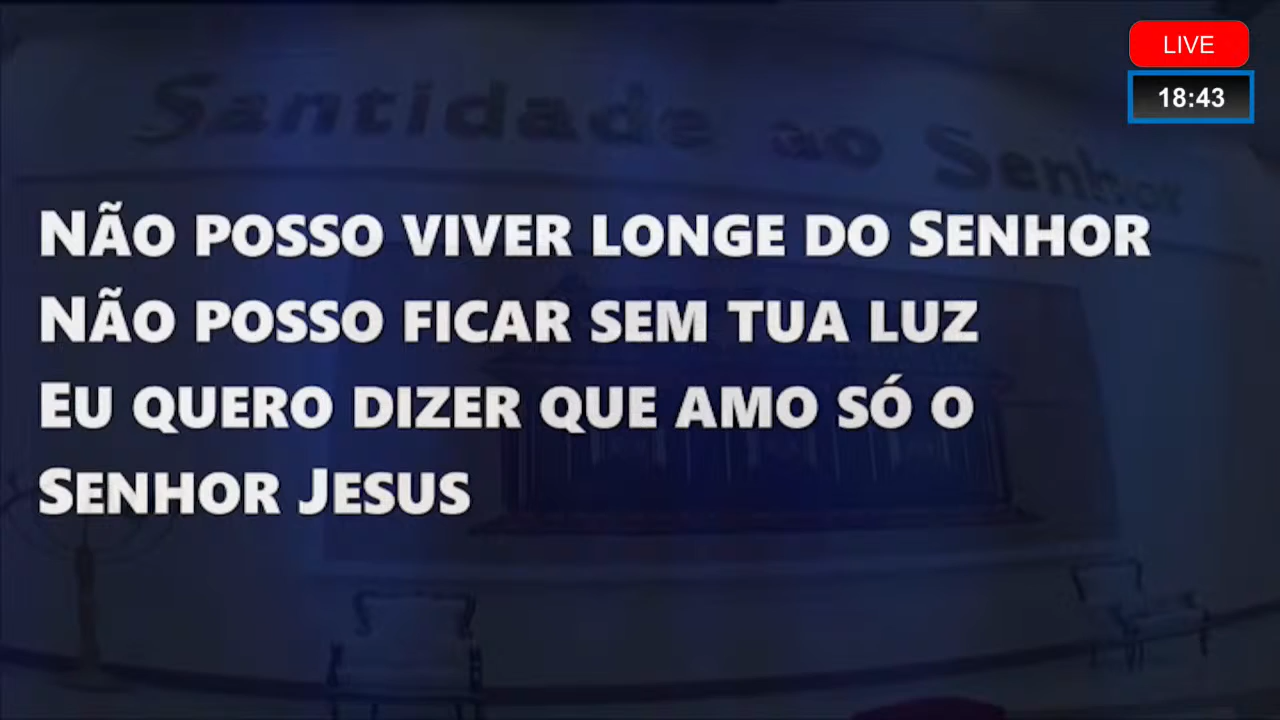 LIVE
18:43
Santidade ao Senhor
NÃO POSSO VIVER LONGE DO SENHOR
NÃO POSSO FICAR SEM TUA LUZ
EU QUERO DIZER QUE AMO SÓ O
SENHOR JESUS